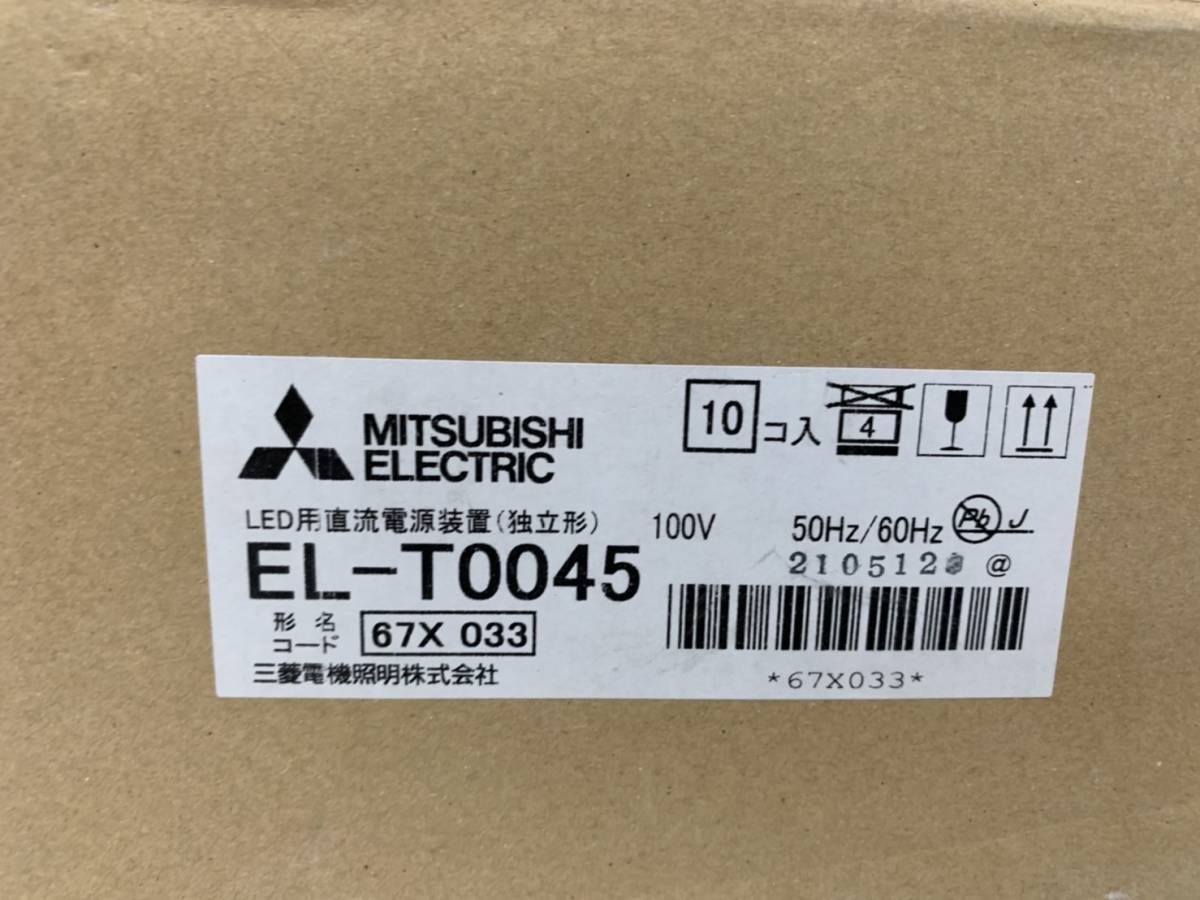 MITSUBISHI
ELECTRIC
10 コ入
4
LED用直流電源装置(独立形) 100V 50Hz/60Hz Pb J
EL-T0045
210512 @
形名
コード 67X 033
三菱電機照明株式会社
*67X033*